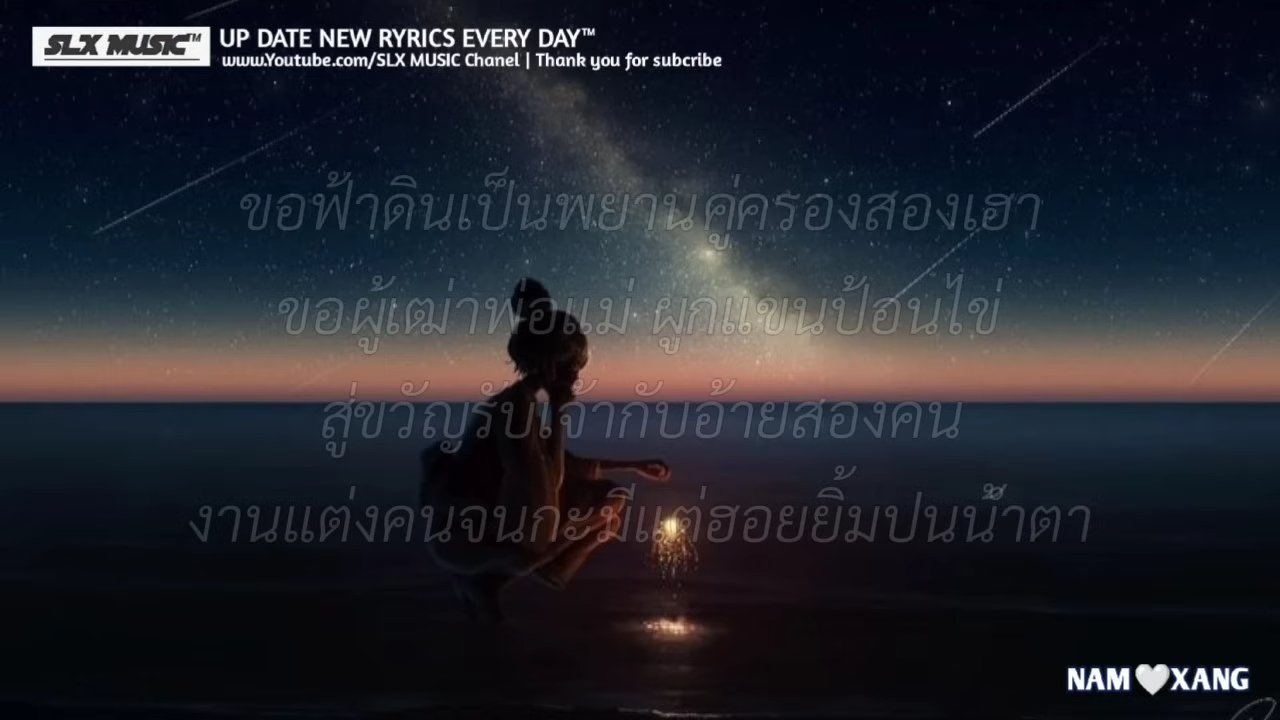 SLX MUSIC™
UP DATE NEW RYRICS EVERY DAY™
www.Youtube.com/SLX MUSIC Chanel | Thank you for subcribe
ขอฟ้าดินเป็นพยานคู่ครองสองเฮา
ขอผู้เฒ่าพ่อแม่ ผูกแขนป้อนไข่
สู่ขวัญรับเจ้ากับอ้ายสองคน
งานแต่งคนจนกะมีแต่ฮอยยิ้มปนน้ำตา
NAM🤍XANG